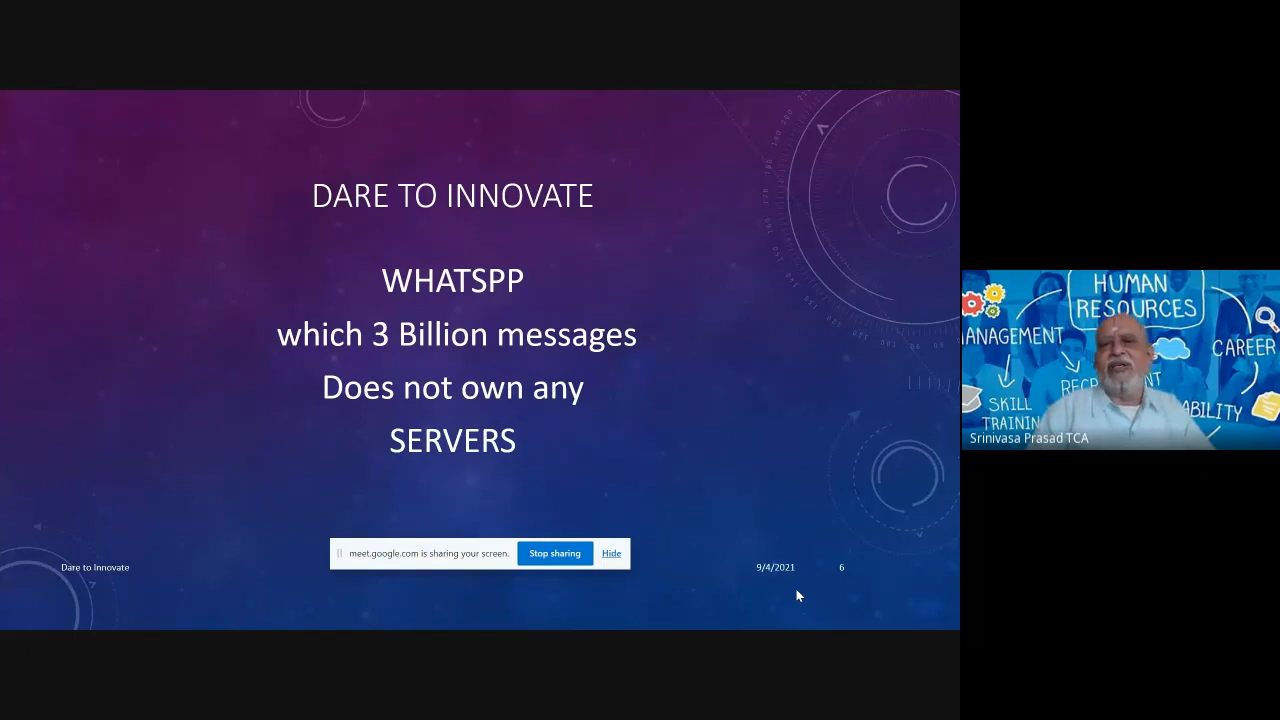 DARE TO INNOVATE
WHATSPP
which 3 Billion messages
Does not own any
SERVERS
meet.google.com is sharing your screen.
Stop sharing
Hide
Dare to Innovate
9/4/2021
6
HUMAN
RESOURCES
ANAGEMENT
CAREER
SKILL
TRAININ
ABILITY
Srinivasa Prasad TCA